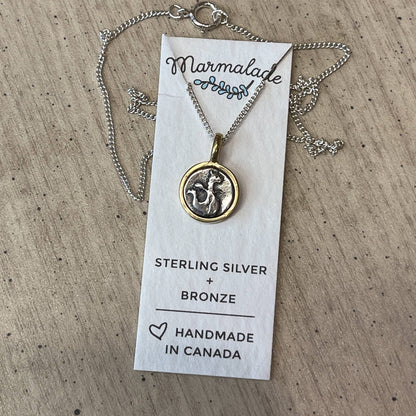 Marmalade
STERLING SILVER
+
BRONZE
HANDMADE
IN CANADA